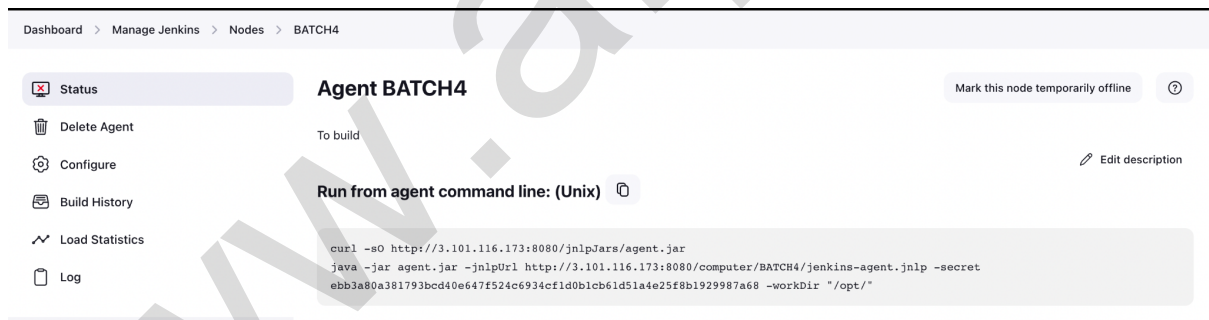 Dashboard > Manage Jenkins > Nodes > BATCH4
Status
Delete Agent
Configure
Build History
Load Statistics
Log
Agent BATCH4
Mark this node temporarily offline
?
To build
Edit description
Run from agent command line: (Unix)
curl -sO http://3.101.116.173:8080/jnlpJars/agent.jar
java -jar agent.jar -jnlpUrl http://3.101.116.173:8080/computer/BATCH4/jenkins-agent.jnlp -secret
ebb3a80a381793bcd40e647f524c6934cf1d0b1cb61d51a4e25f8b1929987a68 -workDir "/opt/"